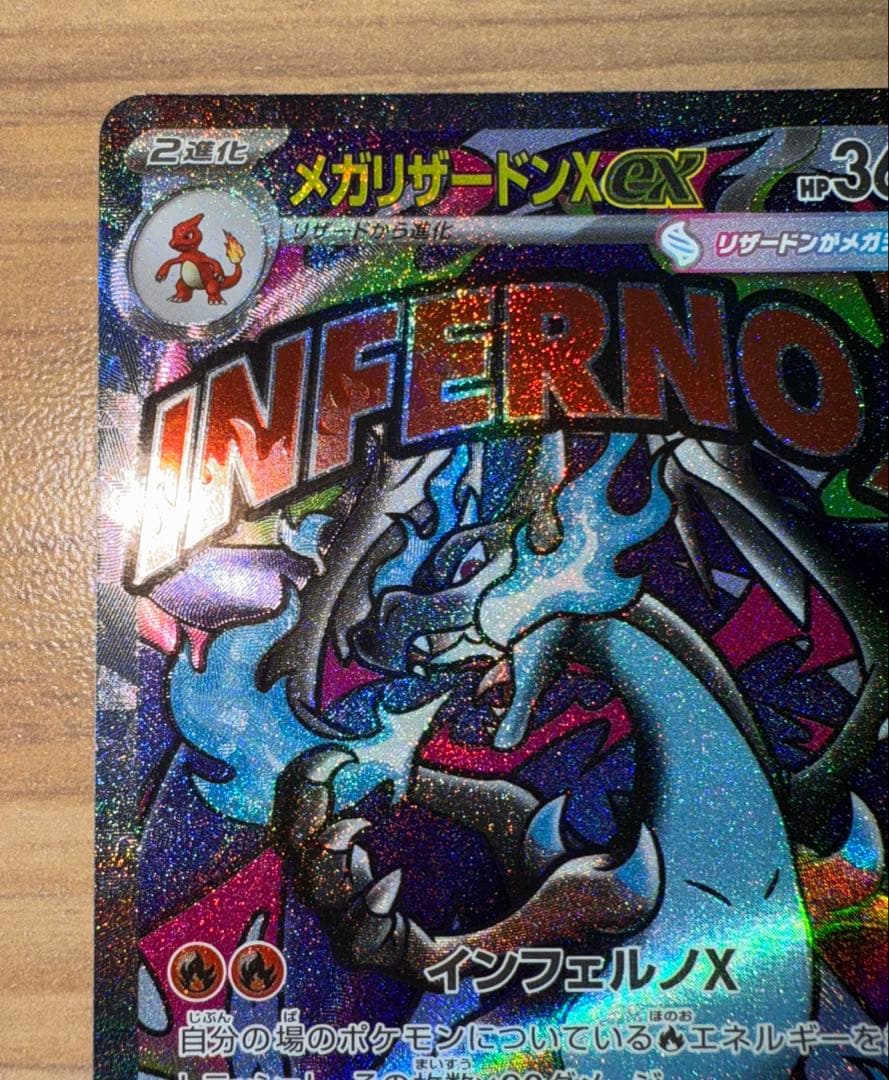 2進化
メガリザードンXex
HP 36
リザードから進化
リザードンがメガ
INFERNO
インフェルノX
じぶん ば ほのお
自分の場のポケモンについているエネルギーを
まいすう